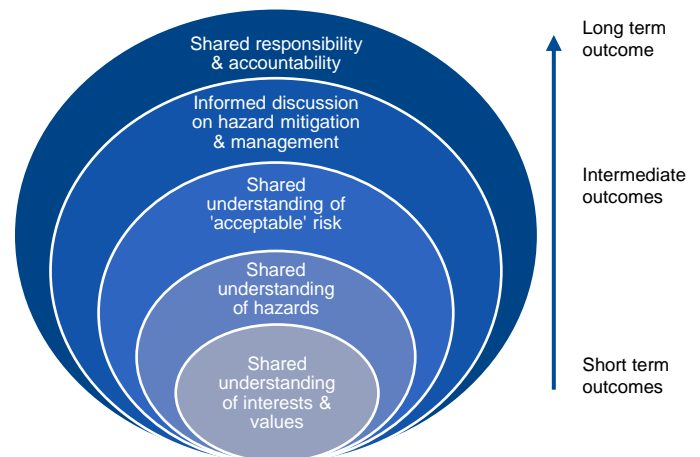 Shared responsibility
& accountability
Informed discussion
on hazard mitigation
& management
Shared
understanding of
'acceptable' risk
Shared
understanding
of hazards
Shared
understanding
of interests &
values
Long term
outcome
Intermediate
outcomes
Short term
outcomes